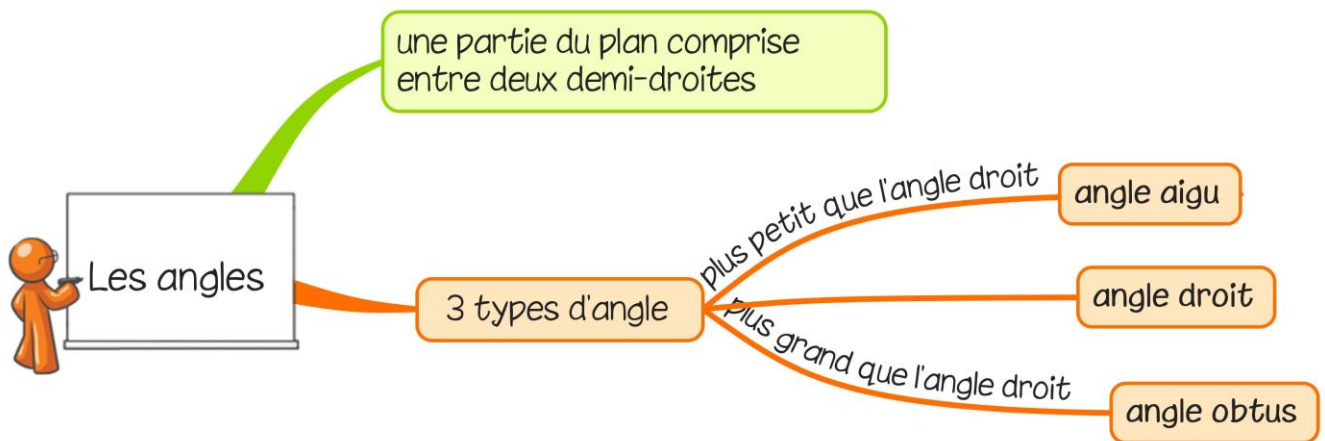 une partie du plan comprise
entre deux demi-droites
Les angles
3 types d'angle
plus petit que l'angle droit
angle aigu
angle droit
plus grand que l'angle droit
angle obtus